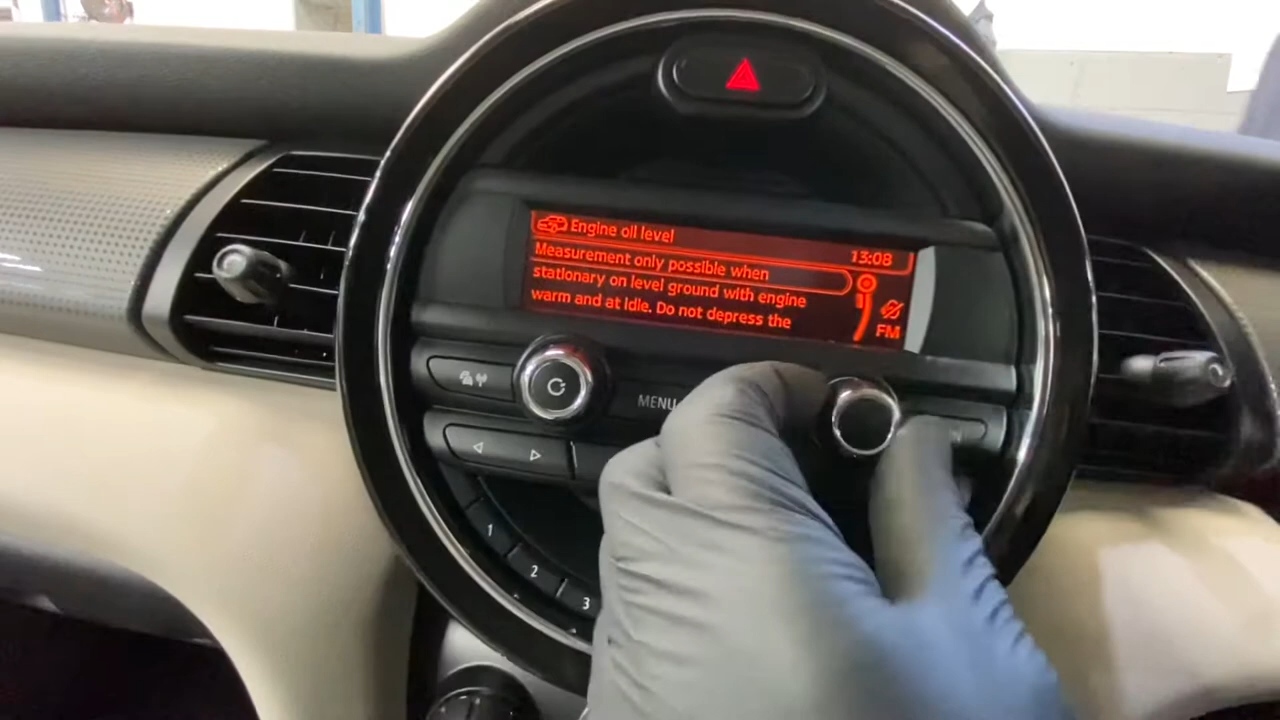 Engine oil level
13:08
Measurement only possible when
stationary on level ground with engine
warm and at idle. Do not depress the
FM
MENU
1
2
3